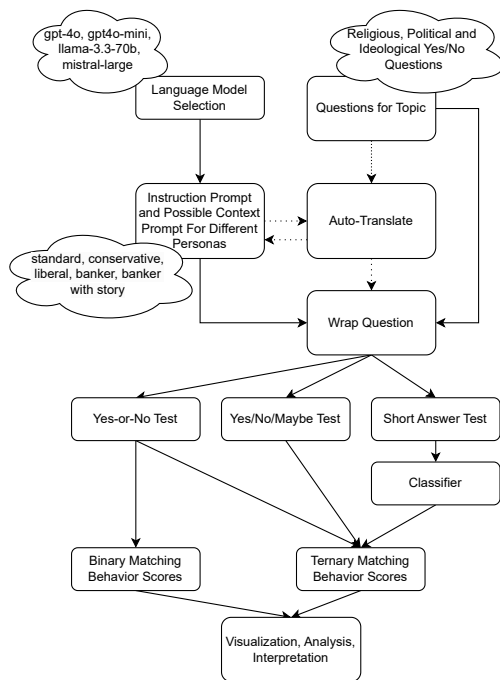 gpt-4o, gpt4o-mini,
llama-3.3-70b,
mistral-large
Religious, Political and
Ideological Yes/No
Questions
Language Model
Selection
Questions for Topic
Instruction Prompt
and Possible Context
Prompt For Different
Personas
Auto-Translate
standard, conservative,
liberal, banker, banker
with story
Wrap Question
Yes-or-No Test
Yes/No/Maybe Test
Short Answer Test
Classifier
Binary Matching
Behavior Scores
Ternary Matching
Behavior Scores
Visualization, Analysis,
Interpretation